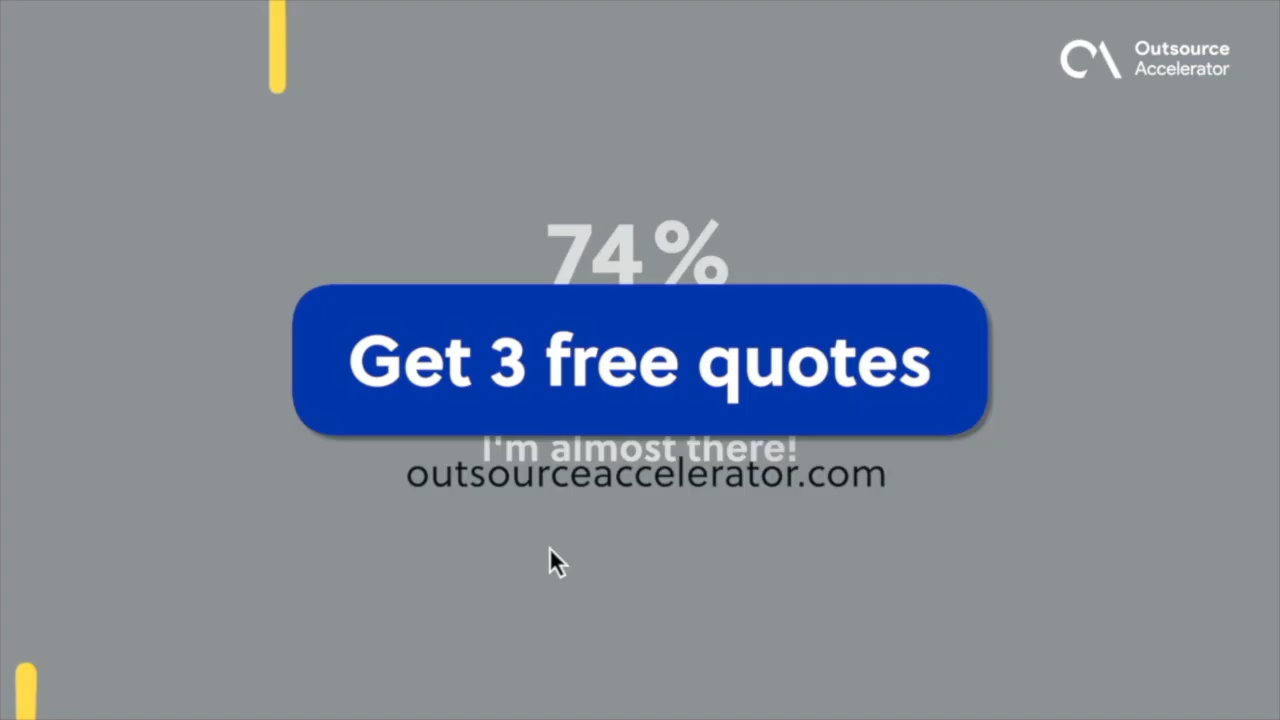 Outsource
Accelerator
74%
Get 3 free quotes
I'm almost there!
outsourceaccelerator.com